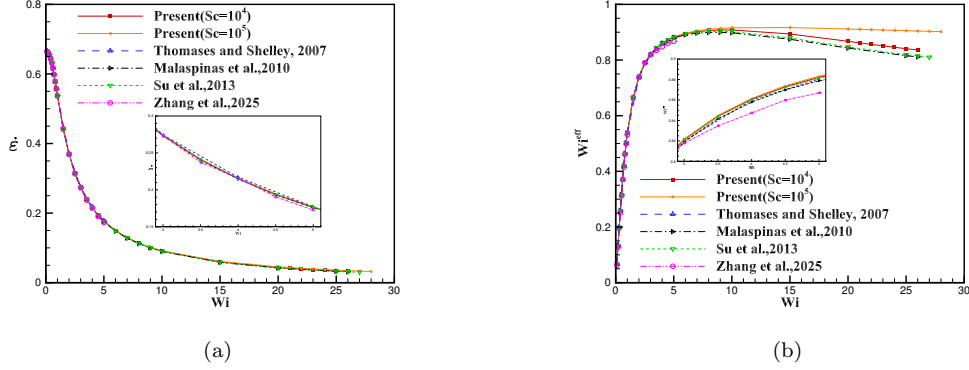 0.8
0.6
0.4
0.2
0
0 5 10 15 20 25 30
Wi
Present(Sc=10⁴)
Present(Sc=10⁵)
Thomases and Shelley, 2007
Malaspinas et al.,2010
Su et al.,2013
Zhang et al.,2025
(a)
1
0.8
0.6
0.4
0.2
0
0 5 10 15 20 25 30
Wi
Wi^eff
Present(Sc=10⁴)
Present(Sc=10⁵)
Thomases and Shelley, 2007
Malaspinas et al.,2010
Su et al.,2013
Zhang et al.,2025
(b)